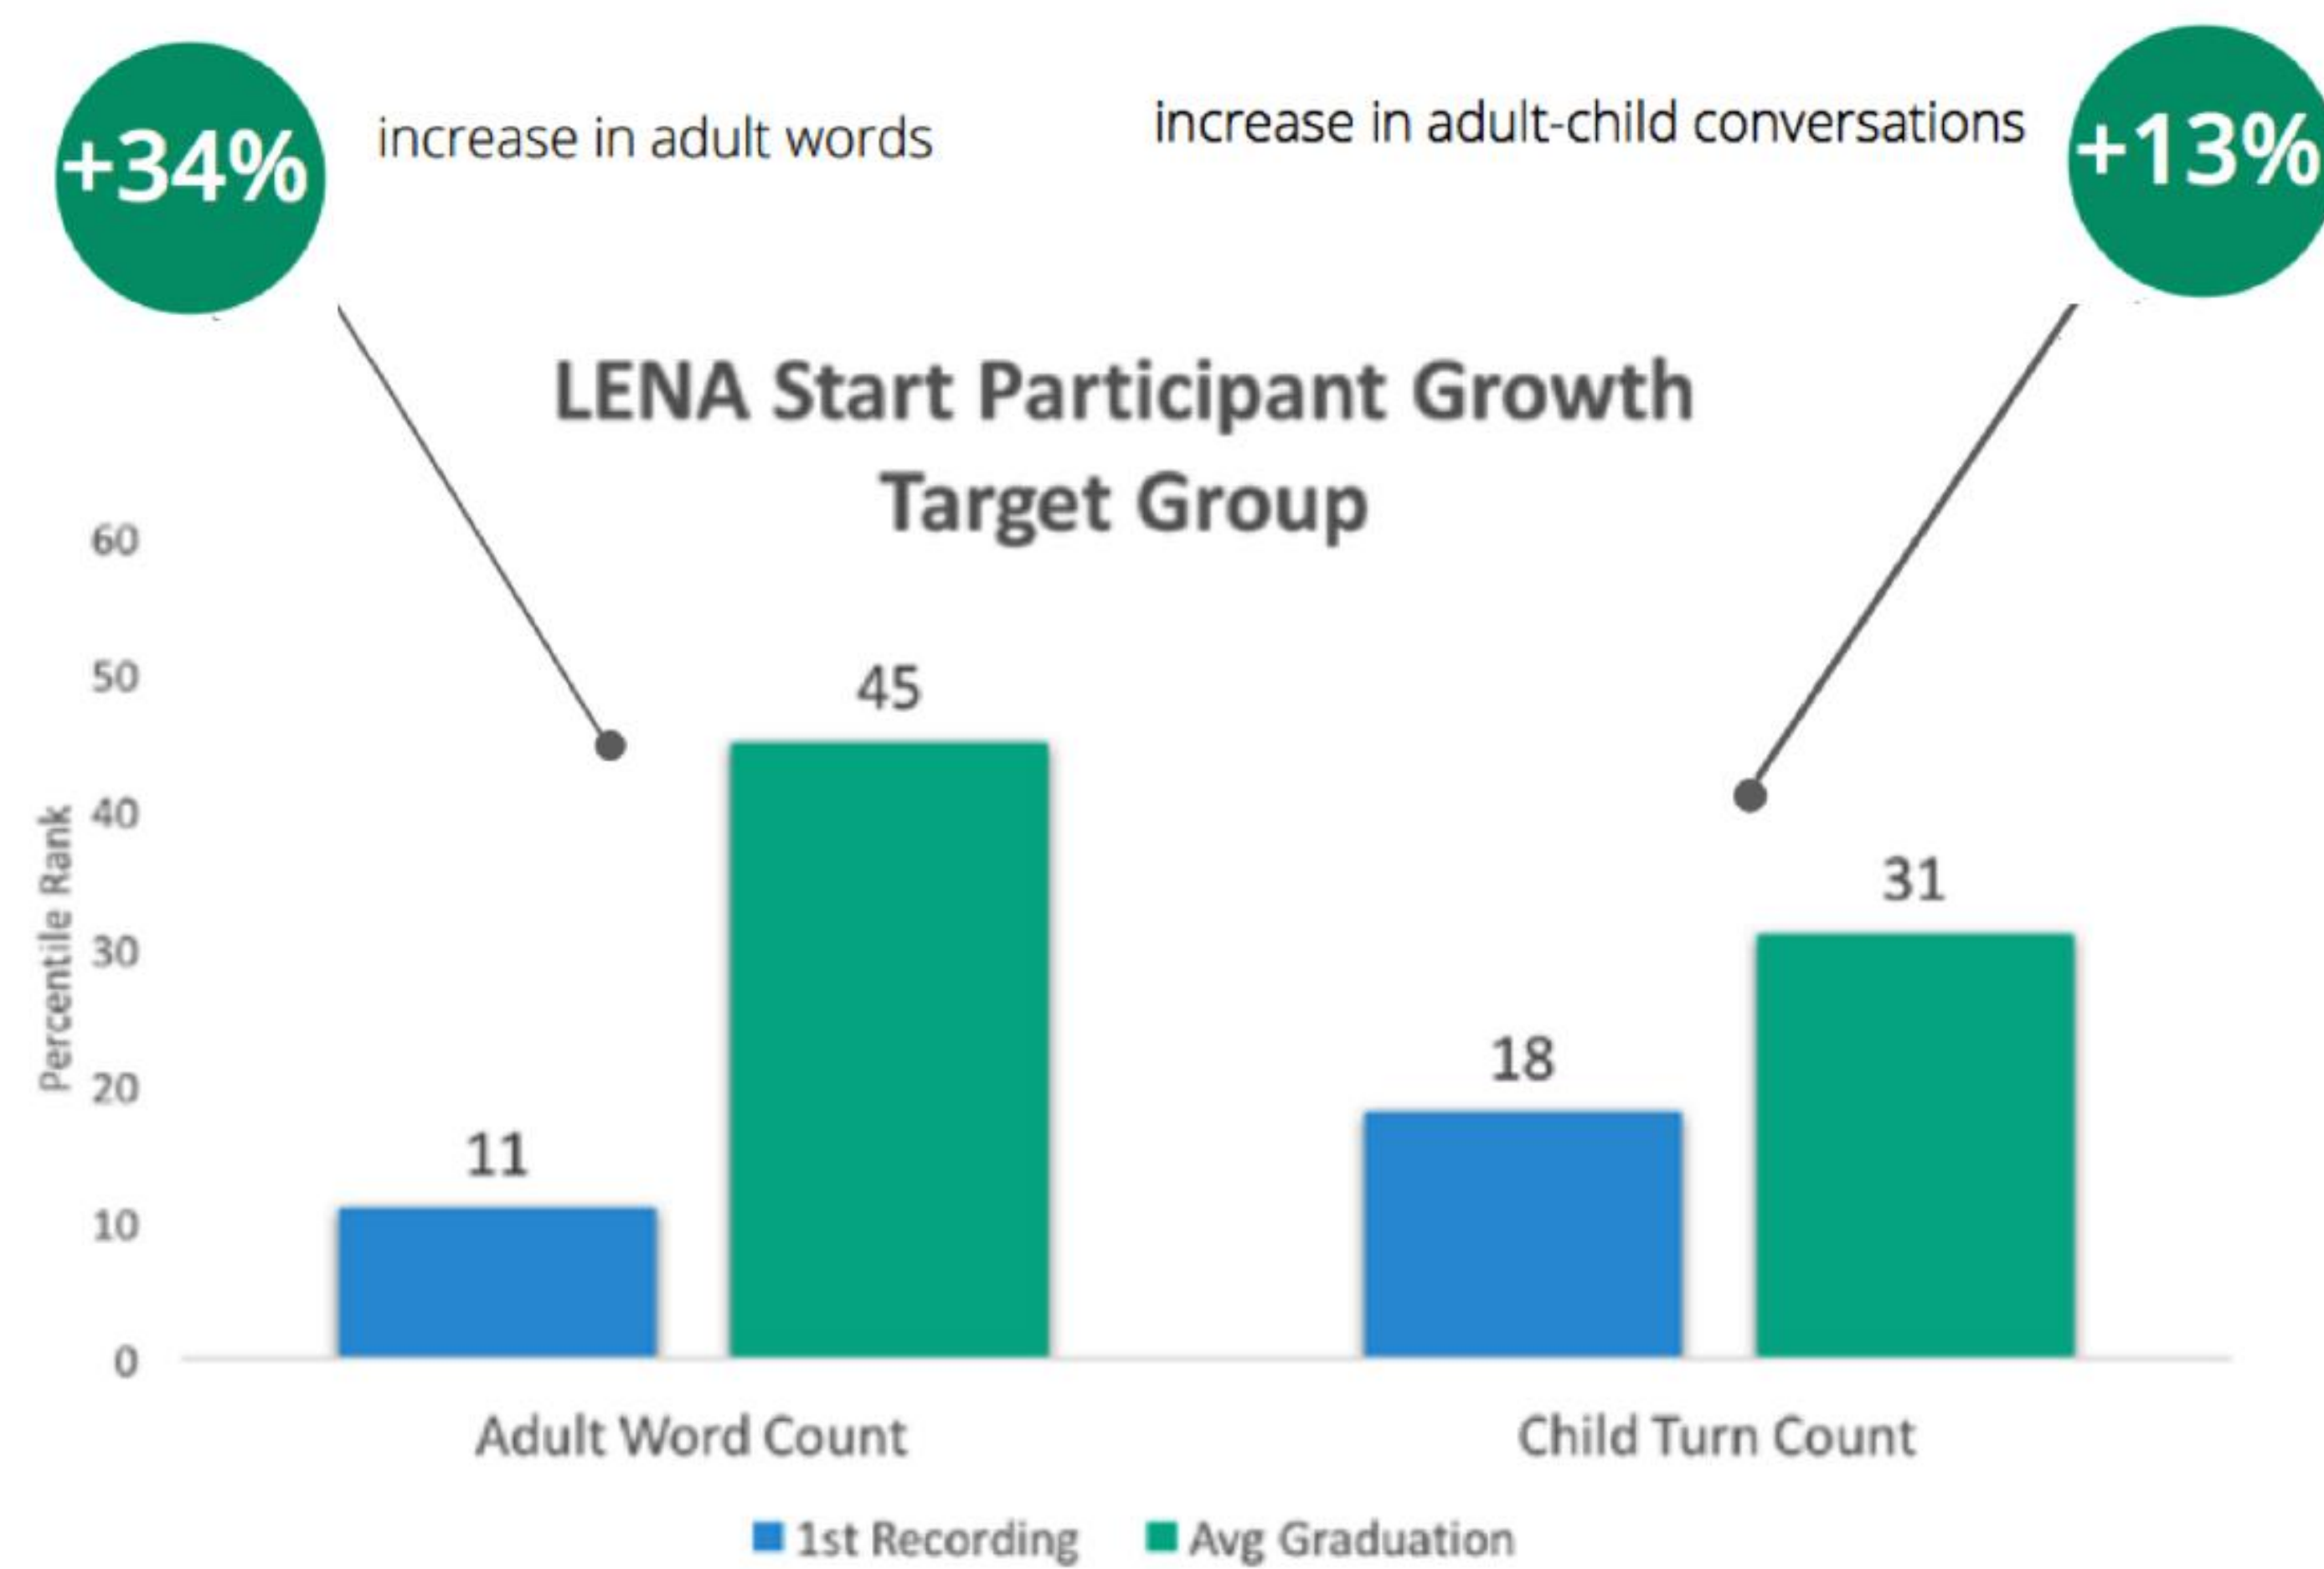 +34%
increase in adult words
increase in adult-child conversations
+13%
LENA Start Participant Growth
Target Group
Percentile Rank
60
50
40
30
20
10
0
45
11
31
18
Adult Word Count
Child Turn Count
1st Recording
Avg Graduation